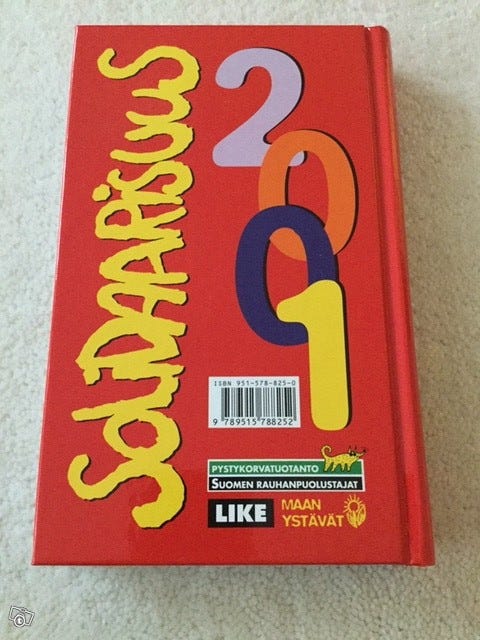 SOLIDAARISUUS
2001
ISBN 951-578-825-0
9 789515 788252
PYSTYKORVATUOTANTO
SUOMEN RAUHANPUOLUSTAJAT
LIKE
MAAN
YSTÄVÄT